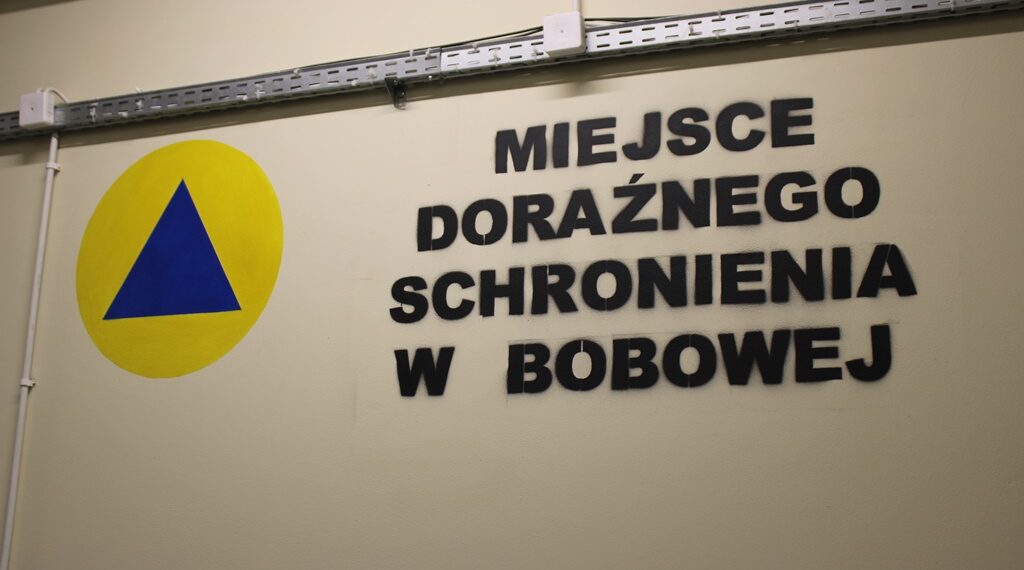 MIEJSCE
DORAŹNEGO
SCHRONIENIA
W BOBOWEJ